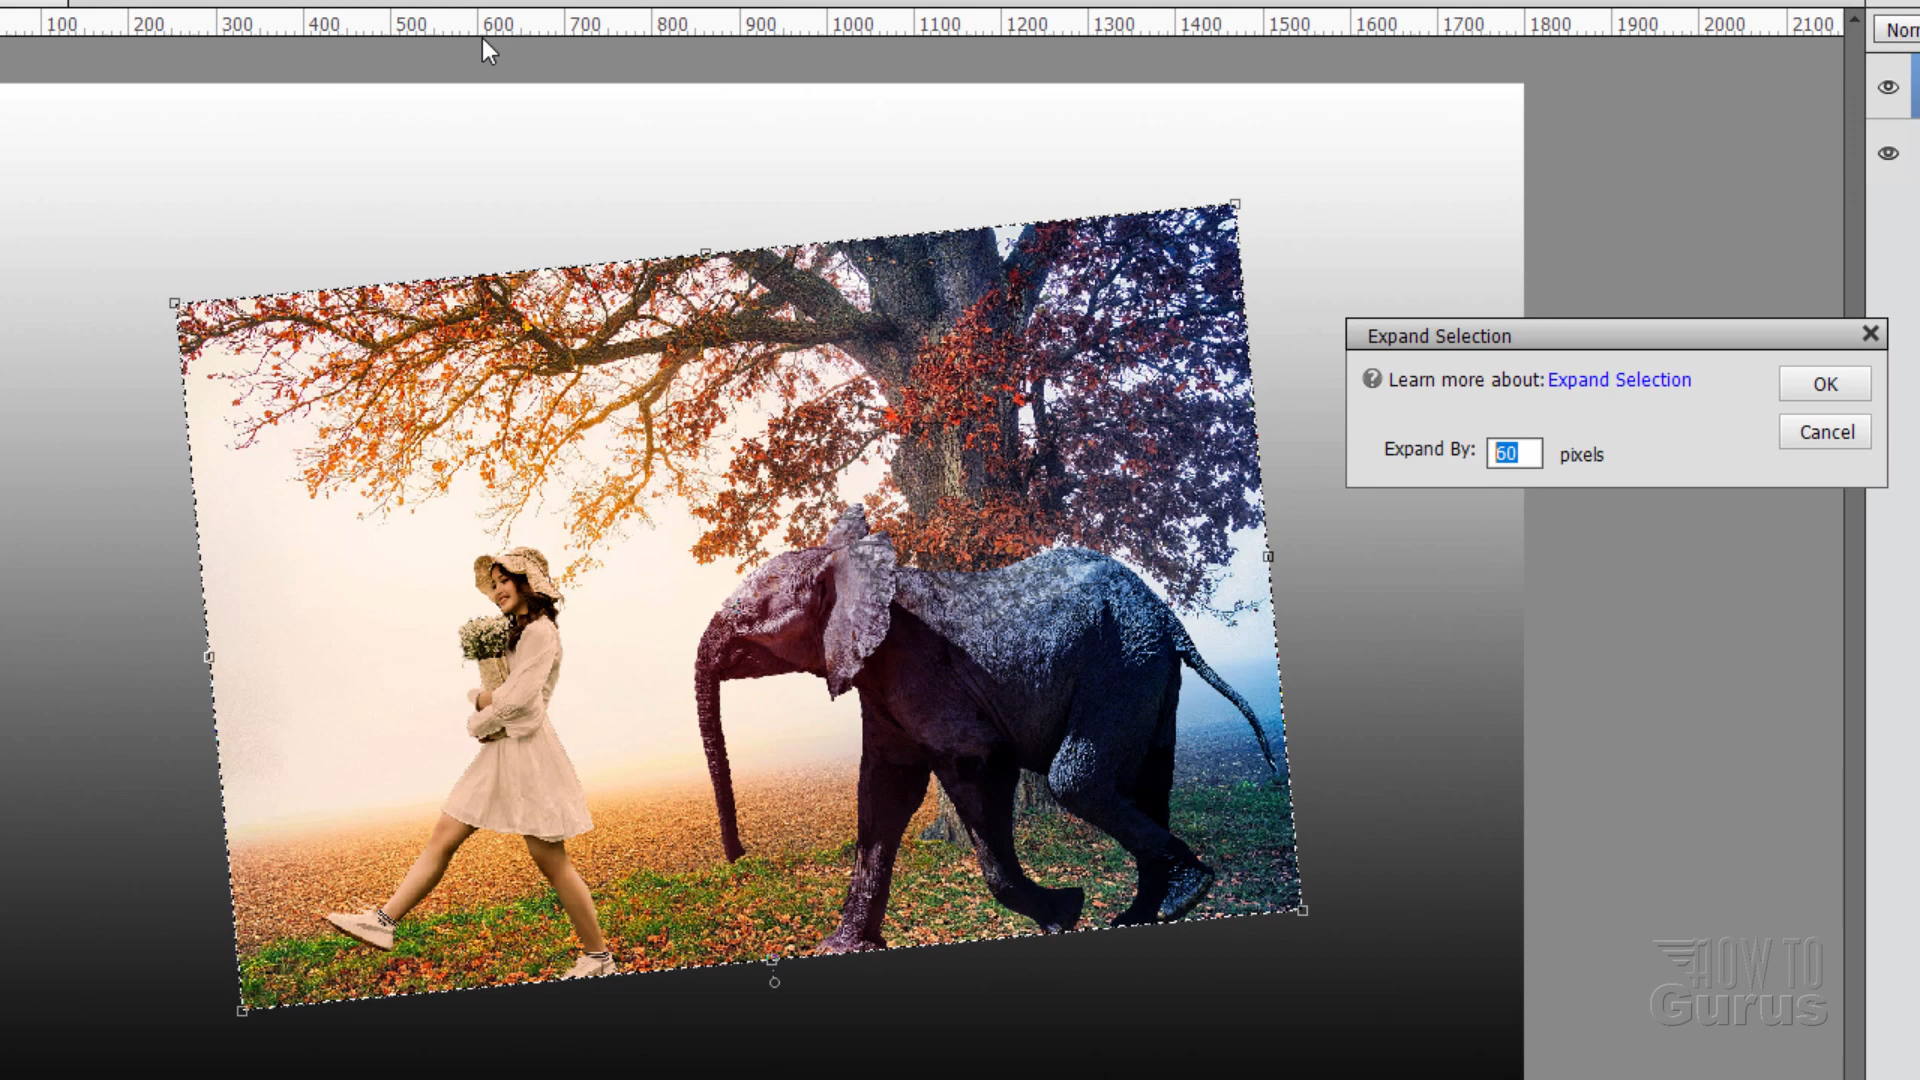 100 200 300 400 500 600 700 800 900 1000 1100 1200 1300 1400 1500 1600 1700 1800 1900 2000 2100
Norr
Expand Selection
Learn more about: Expand Selection
OK
Cancel
Expand By: 60 pixels
HOW TO
Gurus